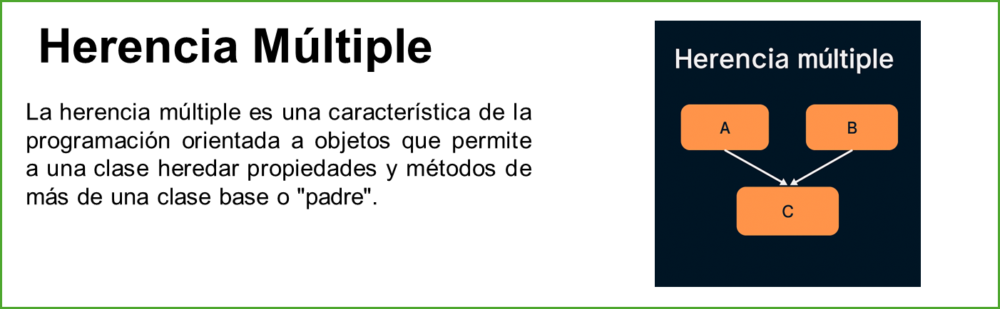 Herencia Múltiple
La herencia múltiple es una característica de la
programación orientada a objetos que permite
a una clase heredar propiedades y métodos de
más de una clase base o "padre".
Herencia múltiple
A
B
C